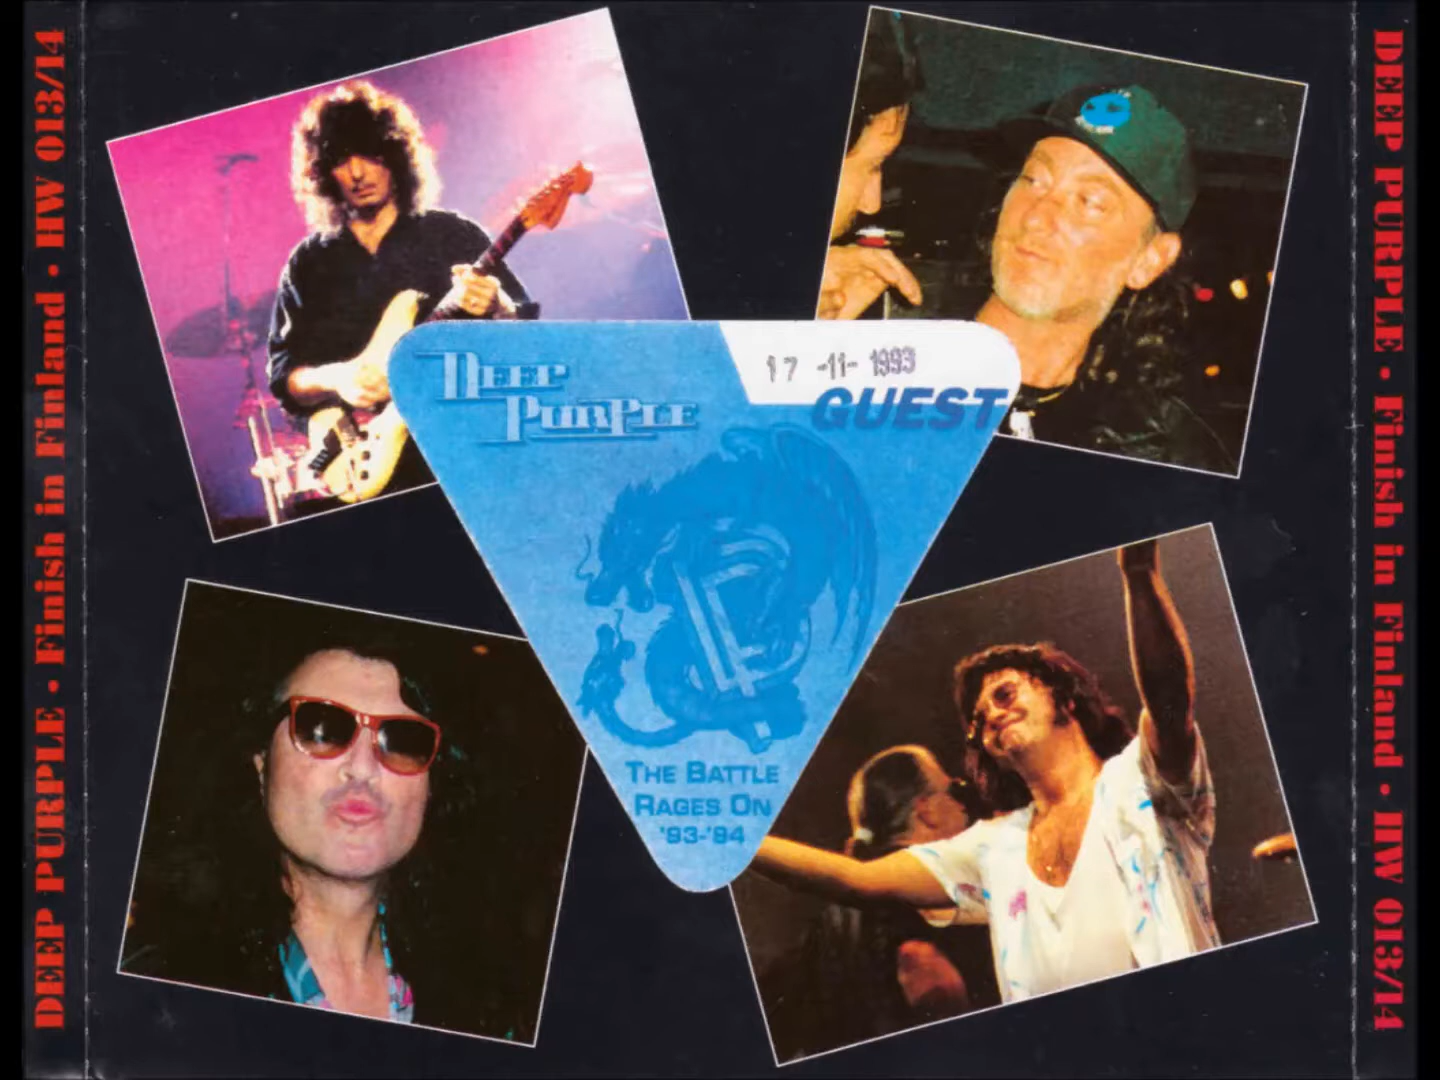 DEEP PURPLE • Finish in Finland • HW 013/14
DEEP PURPLE
17 -11- 1993
GUEST
THE BATTLE
RAGES ON
'93-'94
DEEP PURPLE • Finish in Finland • HW 013/14